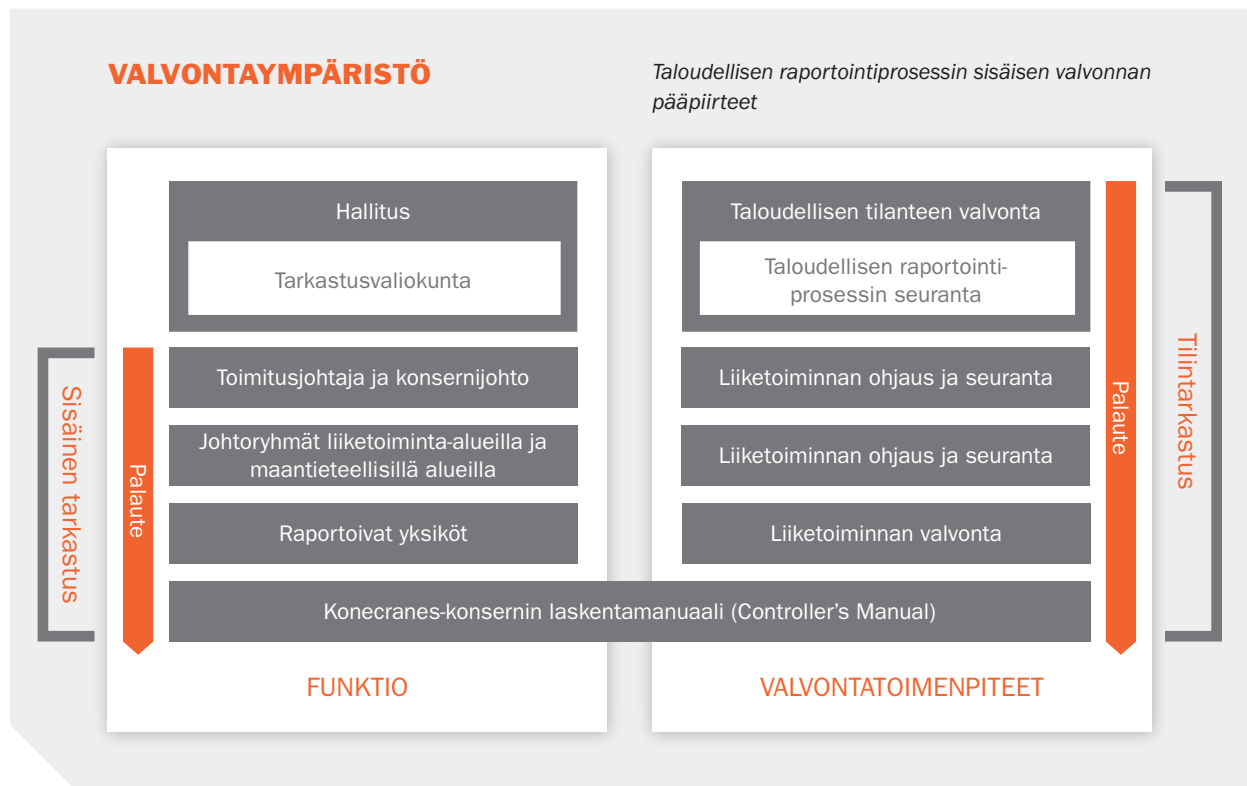 VALVONTAYMPÄRISTÖ
Taloudellisen raportointiprosessin sisäisen valvonnan
pääpiirteet
Hallitus
Tarkastusvaliokunta
Toimitusjohtaja ja konsernijohto
Johtoryhmät liiketoiminta-alueilla ja
maantieteellisillä alueilla
Raportoivat yksiköt
Sisäinen tarkastus
Palaute
Taloudellisen tilanteen valvonta
Taloudellisen raportointi-
prosessin seuranta
Liiketoiminnan ohjaus ja seuranta
Liiketoiminnan ohjaus ja seuranta
Liiketoiminnan valvonta
Palaute
Tilintarkastus
Konecranes-konsernin laskentamanuaali (Controller's Manual)
FUNKTIO
VALVONTATOIMENPITEET